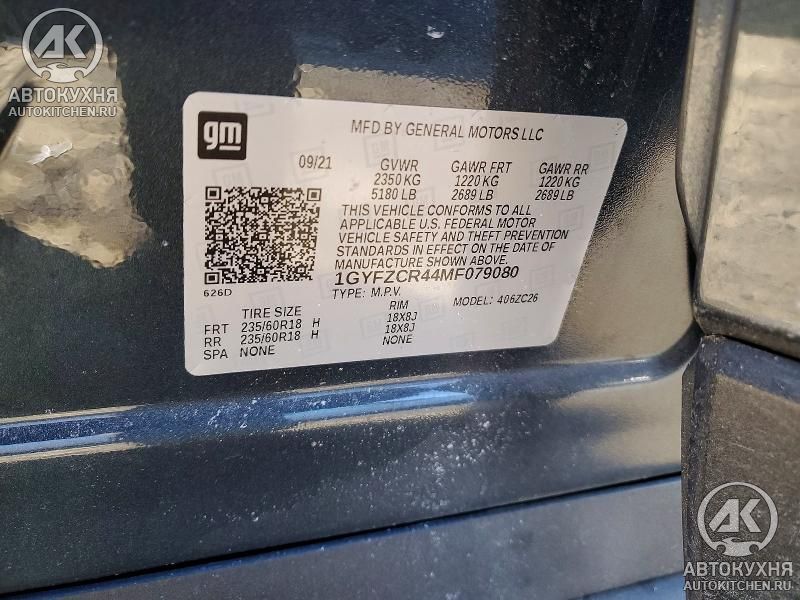 АК
АВТОКУХНЯ
AUTOKITCHEN.RU
gm
MFD BY GENERAL MOTORS LLC
09/21
GVWR GAWR FRT GAWR RR
2350 KG 1220 KG 1220 KG
5180 LB 2689 LB 2689 LB
THIS VEHICLE CONFORMS TO ALL
APPLICABLE U.S. FEDERAL MOTOR
VEHICLE SAFETY AND THEFT PREVENTION
STANDARDS IN EFFECT ON THE DATE OF
MANUFACTURE SHOWN ABOVE.
1GYFZCR44MF079080
626D
TYPE: M.P.V. MODEL: 406ZC26
TIRE SIZE RIM
FRT 235/60R18 H 18X8J
RR 235/60R18 H 18X8J
SPA NONE NONE
АК
АВТОКУХНЯ
AUTOKITCHEN.RU